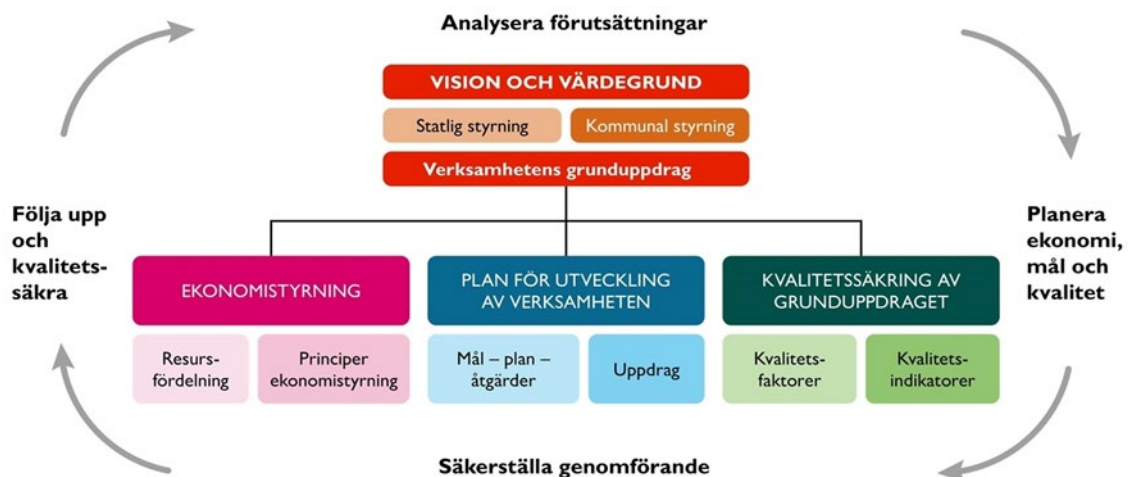 Analysera förutsättningar
VISION OCH VÄRDEGRUND
Statlig styrning
Kommunal styrning
Verksamhetens grunduppdrag
Följa upp
och
kvalitets-
säkra
Planera
ekonomi,
mål och
kvalitet
EKONOMISTYRNING
PLAN FÖR UTVECKLING
AV VERKSAMHETEN
KVALITETSSÄKRING AV
GRUNDUPPDRAGET
Resurs-
fördelning
Principer
ekonomistyrning
Mål – plan –
åtgärder
Uppdrag
Kvalitets-
faktorer
Kvalitets-
indikatorer
Säkerställa genomförande